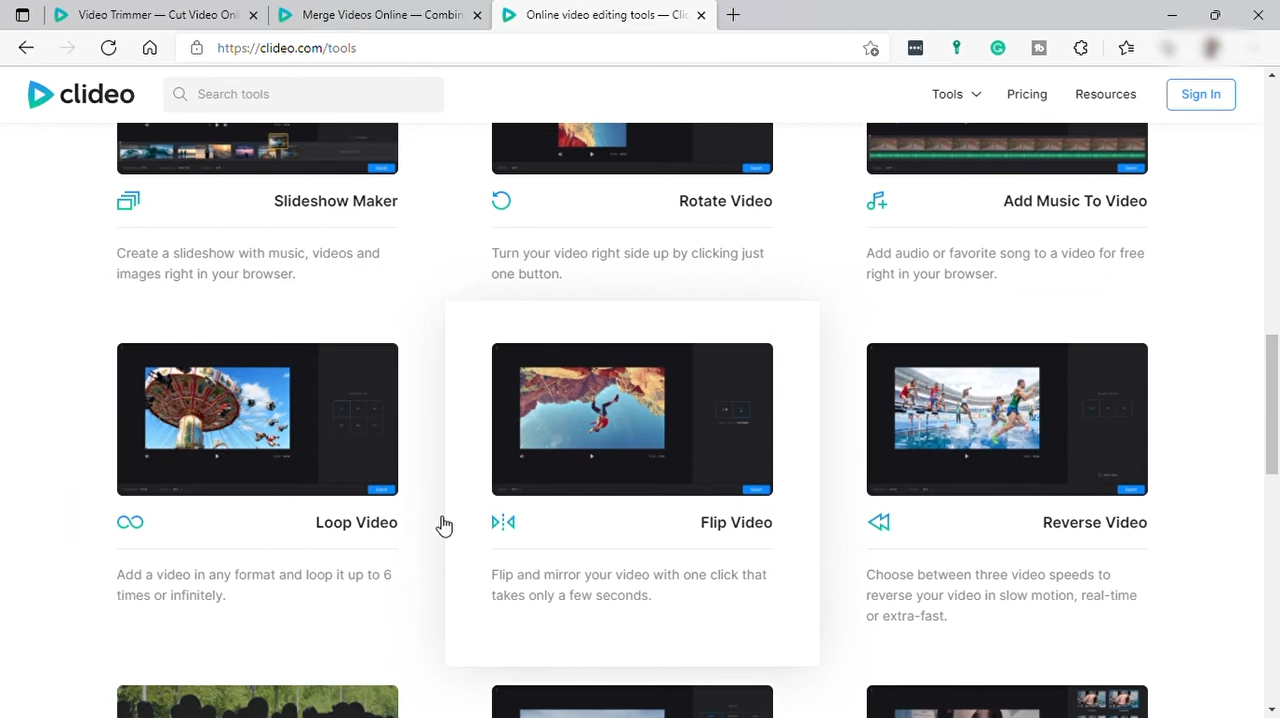 Trim Video — Cut Video Onli
Merge Videos Online — Combin
Online video editing tools — Clid
https://clideo.com/tools
clideo
Search tools
Tools
Pricing
Resources
Sign In
Slideshow Maker
Rotate Video
Add Music To Video
Create a slideshow with music, videos and
images right in your browser.
Turn your video right side up by clicking just
one button.
Add audio or favorite song to a video for free
right in your browser.
Export
Export
Export
Loop Video
Flip Video
Reverse Video
Add a video in any format and loop it up to 6
times or infinitely.
Flip and mirror your video with one click that
takes only a few seconds.
Choose between three video speeds to
reverse your video in slow motion, real-time
or extra-fast.